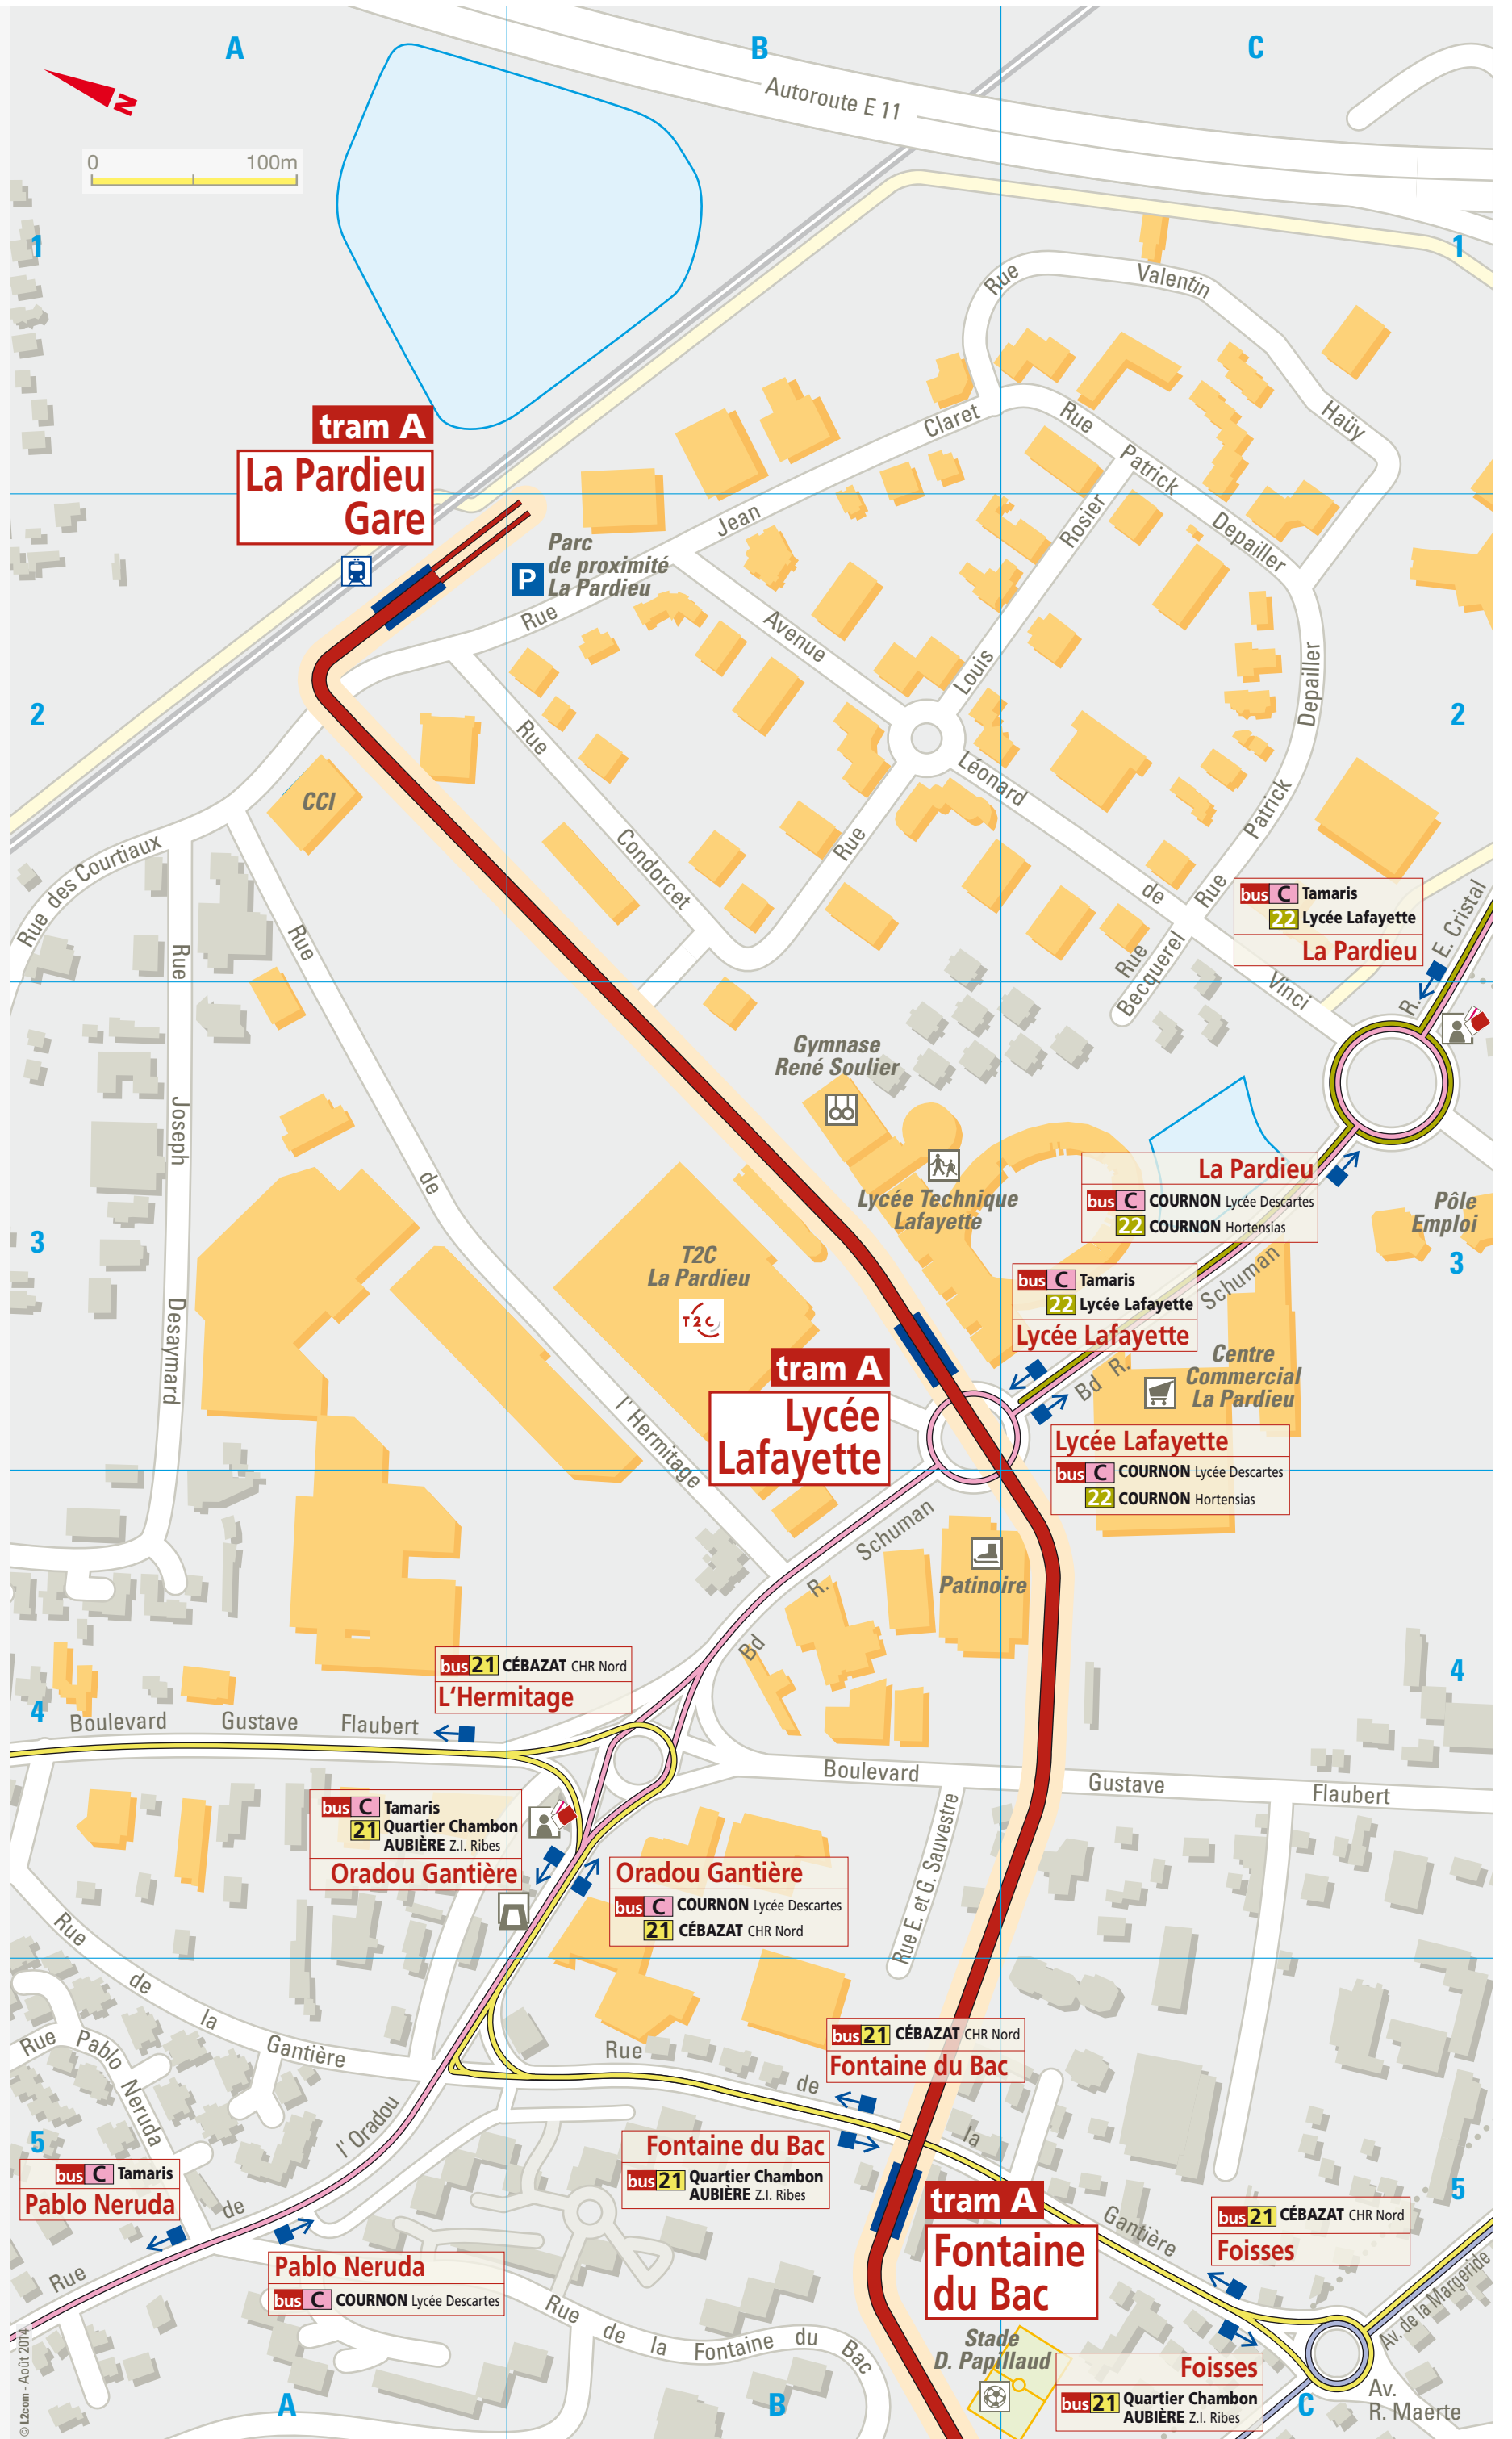 A
B
C
N
Autoroute E 11
0
100m
1
1
Rue
Valentin
Haüy
tram A
La Pardieu
Gare
Claret
Rue
Patrick
Depailler
Jean
Rosier
Parc
de proximité
La Pardieu
P
Rue
Avenue
Louis
Depailler
2
2
Rue
Léonard
CCI
Patrick
Condorcet
Rue
Rue des Courtiaux
de
Rue
bus C Tamaris
22 Lycée Lafayette
La Pardieu
R. E. Cristal
Rue
Rue
Rue
Becquerel
Vinci
Gymnase
René Soulier
Joseph
de
Lycée Technique
Lafayette
La Pardieu
bus C COURNON Lycée Descartes
22 COURNON Hortensias
Pôle
Emploi
3
3
T2C
La Pardieu
T2C
Schuman
bus C Tamaris
22 Lycée Lafayette
Lycée Lafayette
Desaymard
tram A
Lycée
Lafayette
Bd R.
Centre
Commercial
La Pardieu
l'Hermitage
Lycée Lafayette
bus C COURNON Lycée Descartes
22 COURNON Hortensias
Schuman
Patinoire
R.
Bd
bus 21 CÉBAZAT CHR Nord
L'Hermitage
4
4
Boulevard Gustave Flaubert
Boulevard Gustave Flaubert
bus C Tamaris
21 Quartier Chambon
AUBIÈRE Z.I. Ribes
Oradou Gantière
Oradou Gantière
bus C COURNON Lycée Descartes
21 CÉBAZAT CHR Nord
Rue E. et G. Sauvestre
Rue de la Gantière
Rue Pablo Neruda
bus 21 CÉBAZAT CHR Nord
Fontaine du Bac
Rue de la Gantière
5
5
l'Oradou
Fontaine du Bac
bus 21 Quartier Chambon
AUBIÈRE Z.I. Ribes
bus C Tamaris
Pablo Neruda
de
Rue
tram A
Fontaine
du Bac
bus 21 CÉBAZAT CHR Nord
Foisses
Pablo Neruda
bus C COURNON Lycée Descartes
Rue de la Fontaine du Bac
Av. de la Margeride
Stade
D. Papillaud
Foisses
bus 21 Quartier Chambon
AUBIÈRE Z.I. Ribes
Av.
R. Maerte
A
B
C
© L2com - Août 2014